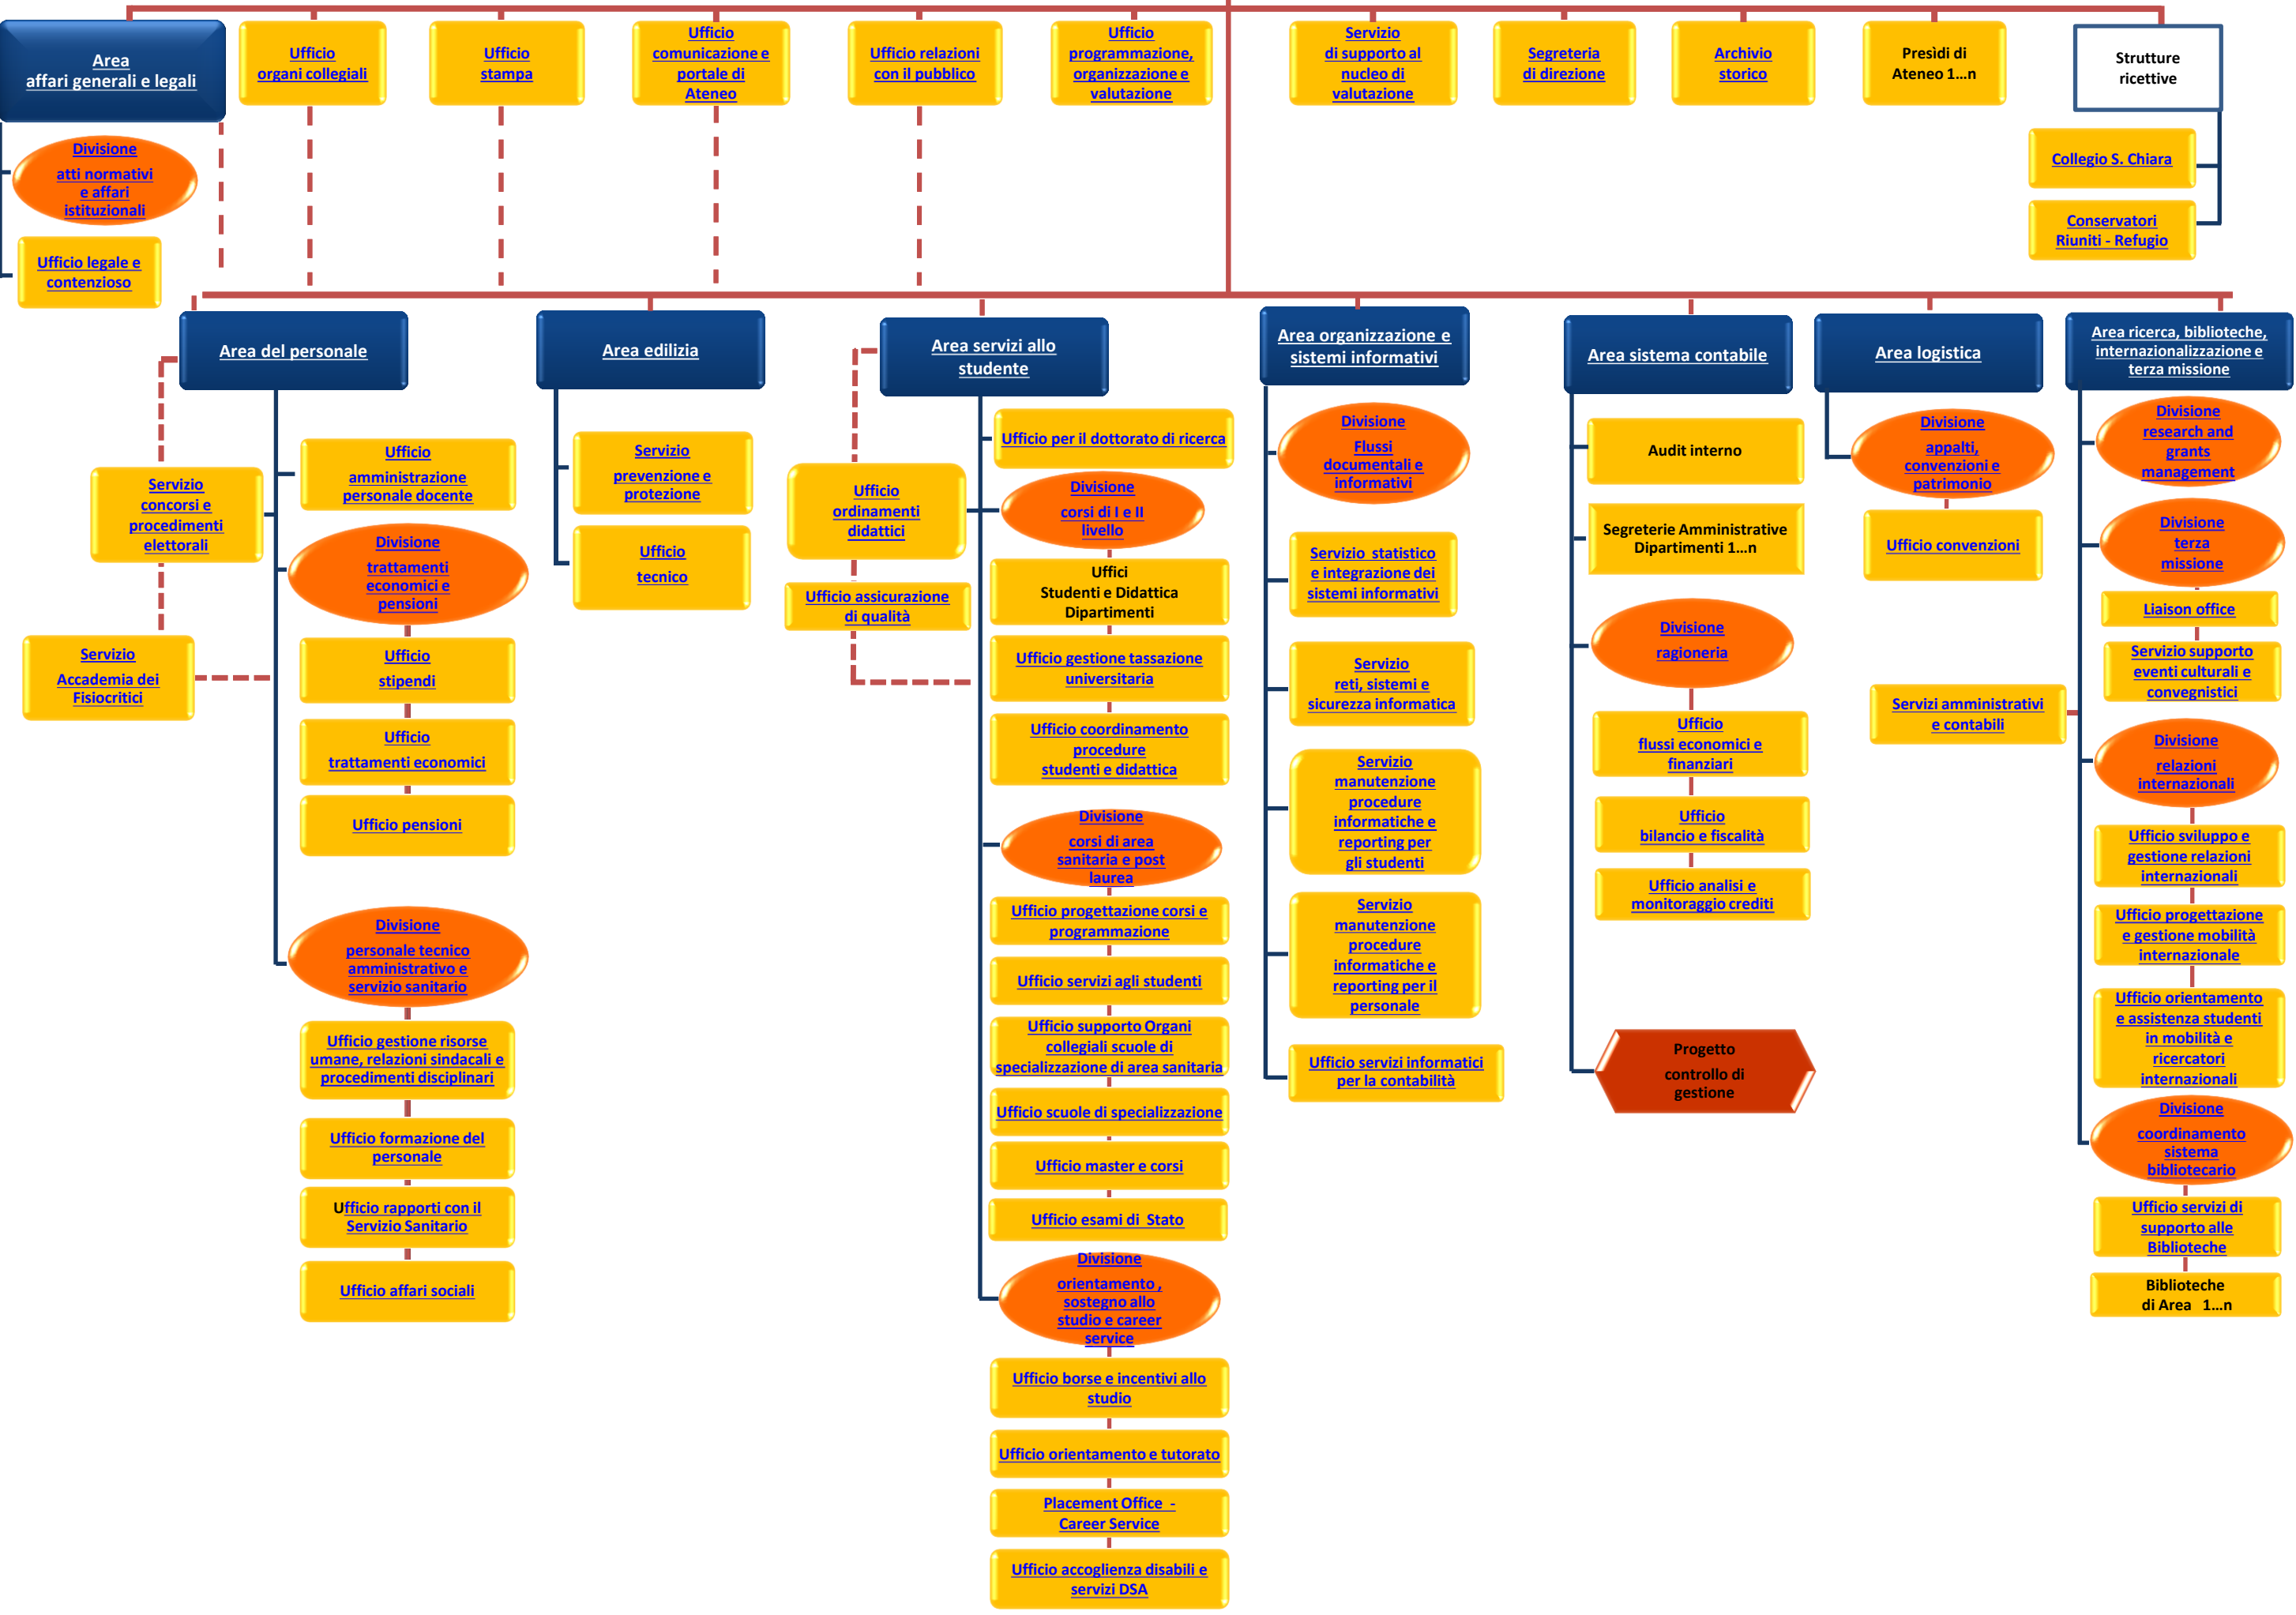 Area
affari generali e legali
Ufficio
organi collegiali
Ufficio
stampa
Ufficio
comunicazione e
portale di
Ateneo
Ufficio relazioni
con il pubblico
Ufficio
programmazione,
organizzazione e
valutazione
Servizio
di supporto al
nucleo di
valutazione
Segreteria
di direzione
Archivio
storico
Presìdi di
Ateneo 1…n
Strutture
ricettive
Divisione
atti normativi
e affari
istituzionali
Ufficio legale e
contenzioso
Collegio S. Chiara
Conservatori
Riuniti - Refugio
Area del personale
Servizio
concorsi e
procedimenti
elettorali
Servizio
Accademia dei
Fisiocritici
Ufficio
amministrazione
personale docente
Divisione
trattamenti
economici e
pensioni
Ufficio
stipendi
Ufficio
trattamenti economici
Ufficio pensioni
Divisione
personale tecnico
amministrativo e
servizio sanitario
Ufficio gestione risorse
umane, relazioni sindacali e
procedimenti disciplinari
Ufficio formazione del
personale
Ufficio rapporti con il
Servizio Sanitario
Ufficio affari sociali
Area edilizia
Servizio
prevenzione e
protezione
Ufficio
tecnico
Area servizi allo
studente
Ufficio
ordinamenti
didattici
Ufficio assicurazione
di qualità
Ufficio per il dottorato di ricerca
Divisione
corsi di I e II
livello
Uffici
Studenti e Didattica
Dipartimenti
Ufficio gestione tassazione
universitaria
Ufficio coordinamento
procedure
studenti e didattica
Divisione
corsi di area
sanitaria e post
laurea
Ufficio progettazione corsi e
programmazione
Ufficio servizi agli studenti
Ufficio supporto Organi
collegiali scuole di
specializzazione di area sanitaria
Ufficio scuole di specializzazione
Ufficio master e corsi
Ufficio esami di Stato
Divisione
orientamento ,
sostegno allo
studio e career
service
Ufficio borse e incentivi allo
studio
Ufficio orientamento e tutorato
Placement Office -
Career Service
Ufficio accoglienza disabili e
servizi DSA
Area organizzazione e
sistemi informativi
Divisione
Flussi
documentali e
informativi
Servizio statistico
e integrazione dei
sistemi informativi
Servizio
reti, sistemi e
sicurezza informatica
Servizio
manutenzione
procedure
informatiche e
reporting per
gli studenti
Servizio
manutenzione
procedure
informatiche e
reporting per il
personale
Ufficio servizi informatici
per la contabilità
Area sistema contabile
Audit interno
Segreterie Amministrative
Dipartimenti 1…n
Divisione
ragioneria
Ufficio
flussi economici e
finanziari
Ufficio
bilancio e fiscalità
Ufficio analisi e
monitoraggio crediti
Progetto
controllo di
gestione
Area logistica
Divisione
appalti,
convenzioni e
patrimonio
Ufficio convenzioni
Area ricerca, biblioteche,
internazionalizzazione e
terza missione
Divisione
research and
grants
management
Divisione
terza
missione
Liaison office
Servizio supporto
eventi culturali e
convegnistici
Servizi amministrativi
e contabili
Divisione
relazioni
internazionali
Ufficio sviluppo e
gestione relazioni
internazionali
Ufficio progettazione
e gestione mobilità
internazionale
Ufficio orientamento
e assistenza studenti
in mobilità e
ricercatori
internazionali
Divisione
coordinamento
sistema
bibliotecario
Ufficio servizi di
supporto alle
Biblioteche
Biblioteche
di Area 1…n